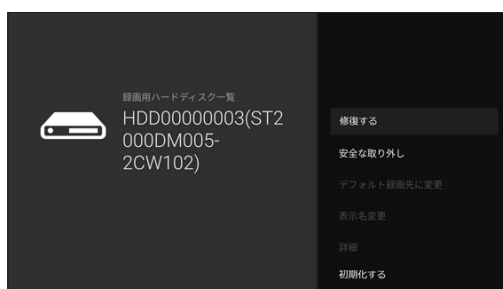 録画用ハードディスク一覧
HDD00000003(ST2
000DM005-
2CW102)
修復する
安全な取り外し
デフォルト録画先に変更
表示名変更
詳細
初期化する